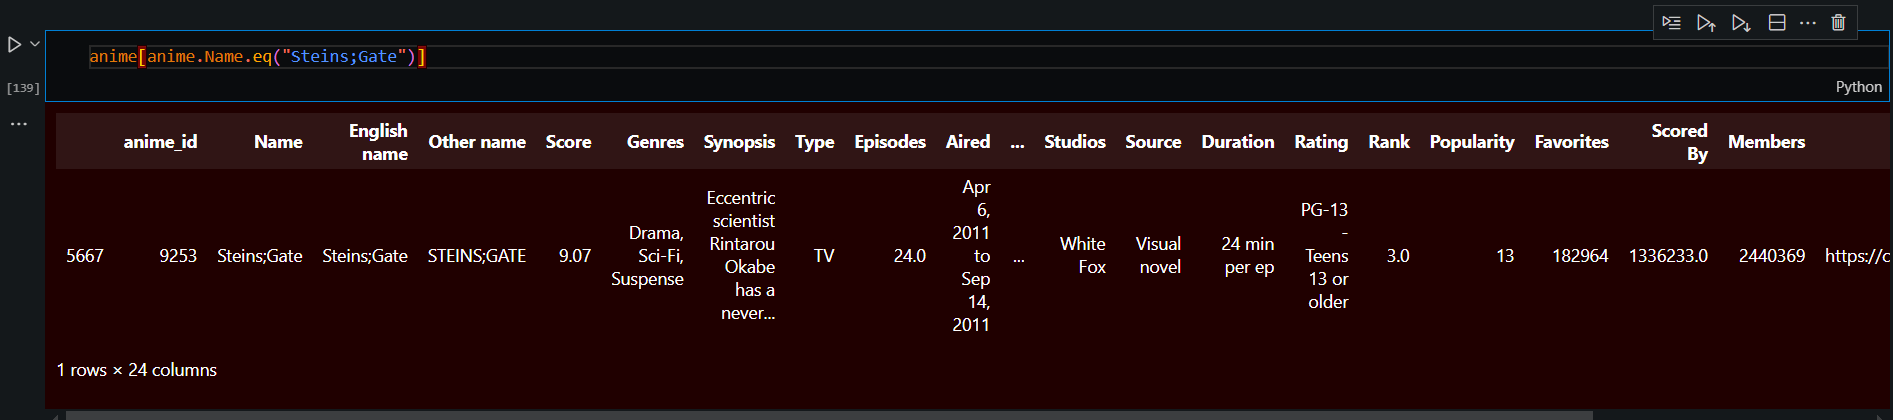 anime[anime.Name.eq("Steins;Gate")]
[139]
Python
...
anime_id Name English name Other name Score Genres Synopsis Type Episodes Aired ... Studios Source Duration Rating Rank Popularity Favorites Scored By Members
5667 9253 Steins;Gate Steins;Gate STEINS;GATE 9.07 Drama, Sci-Fi, Suspense Eccentric scientist Rintarou Okabe has a never... TV 24.0 Apr 6, 2011 to Sep 14, 2011 ... White Fox Visual novel 24 min per ep PG-13 - Teens 13 or older 3.0 13 182964 1336233.0 2440369 https://c
1 rows × 24 columns